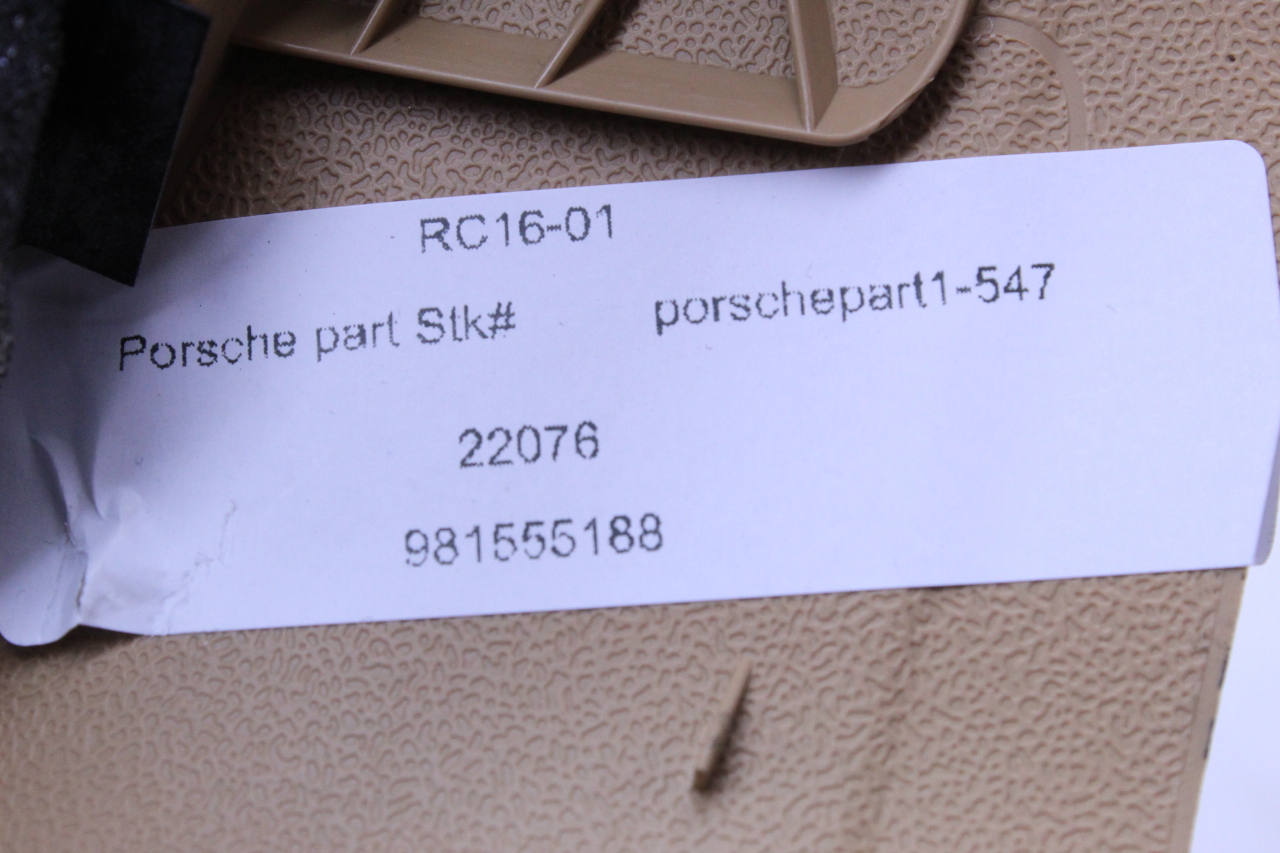 RC16-01
Porsche part Stk# porschepart1-547
22076
981555188